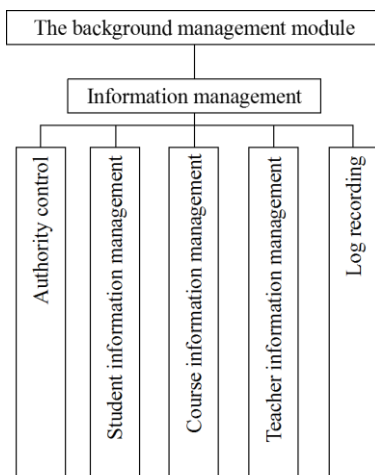 The background management module
Information management
Authority control
Student information management
Course information management
Teacher information management
Log recording